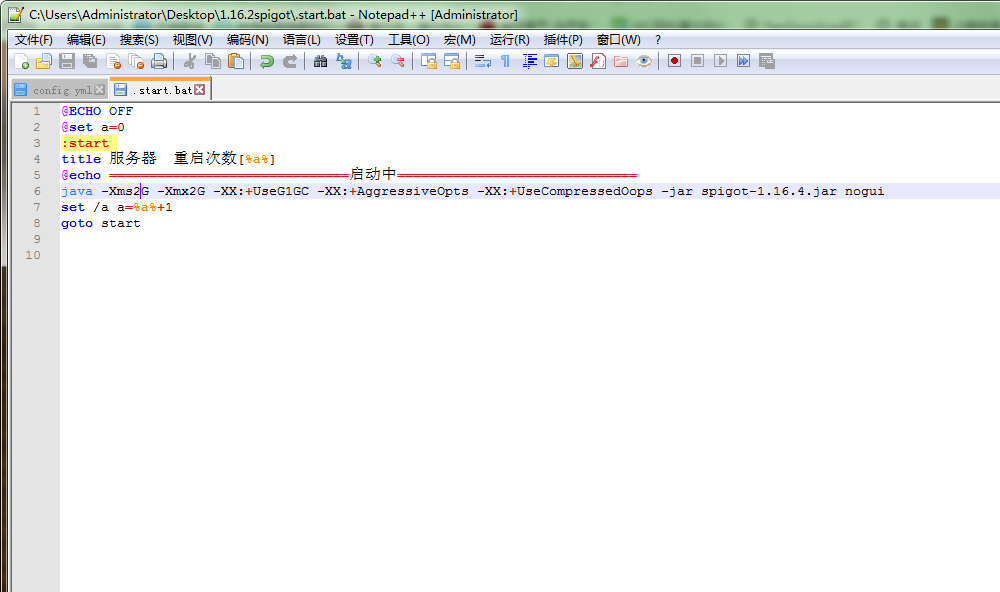 C:\Users\Administrator\Desktop\1.16.2spigot\.start.bat - Notepad++ [Administrator]
文件(F) 编辑(E) 搜索(S) 视图(V) 编码(N) 语言(L) 设置(T) 工具(O) 宏(M) 运行(R) 插件(P) 窗口(W) ?
config.yml .start.bat
1 @ECHO OFF
2 @set a=0
3 :start
4 title 服务器  重启次数[%a%]
5 @echo ==============================启动中==============================
6 java -Xms2G -Xmx2G -XX:+UseG1GC -XX:+AggressiveOpts -XX:+UseCompressedOops -jar spigot-1.16.4.jar nogui
7 set /a a=%a%+1
8 goto start
9
10